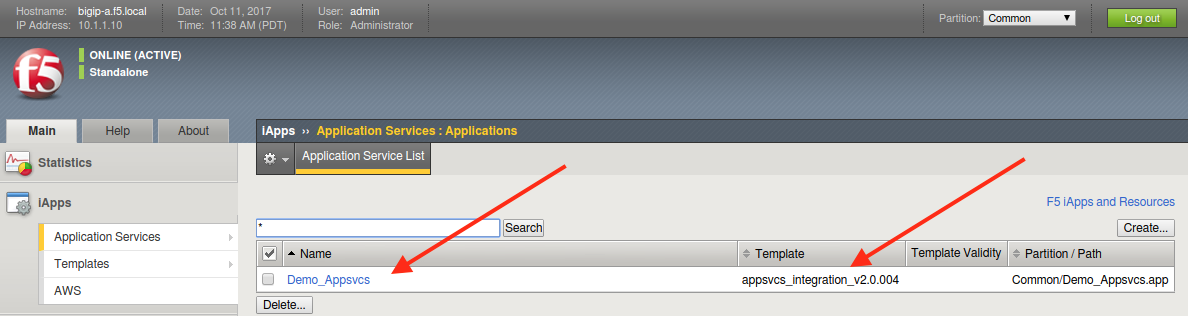 Hostname: bigip-a.f5.local Date: Oct 11, 2017 User: admin Partition: Common Log out
IP Address: 10.1.1.10 Time: 11:38 AM (PDT) Role: Administrator
f5
ONLINE (ACTIVE)
Standalone
Main Help About
iApps ›› Application Services : Applications
Statistics
Application Service List
iApps
F5 iApps and Resources
* Search Create...
Application Services
Name Template Template Validity Partition / Path
Templates
Demo_Appsvcs appsvcs_integration_v2.0.004 Common/Demo_Appsvcs.app
AWS
Delete...